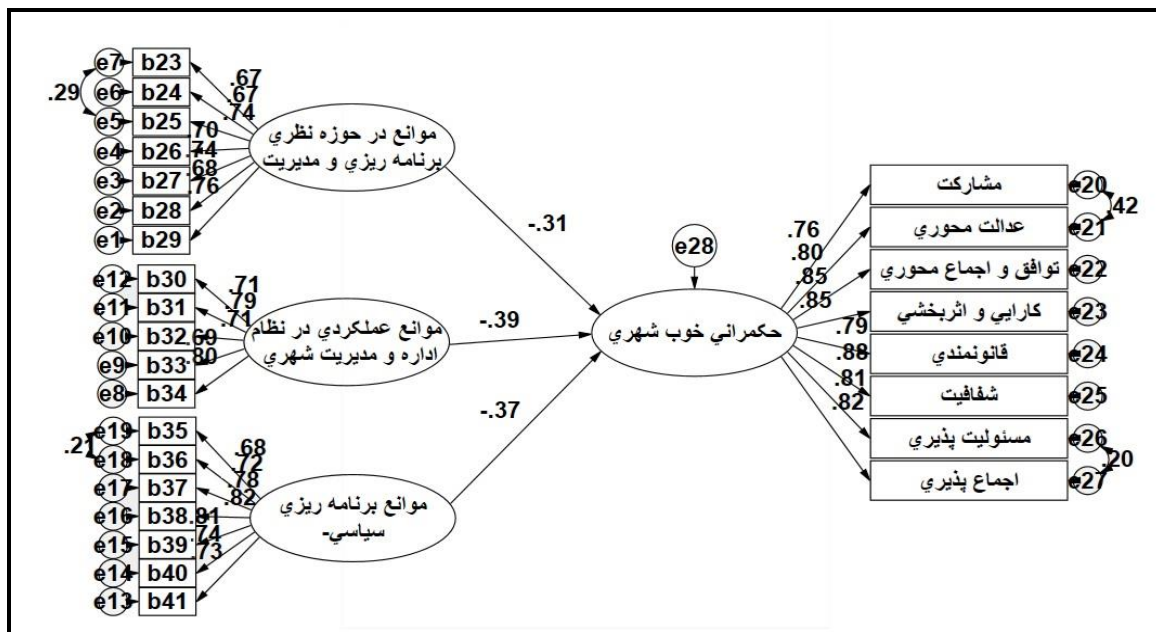 e7 b23
e6 b24
e5 b25
e4 b26
e3 b27
e2 b28
e1 b29
.29
.67
.67
.74
.70
.74
.68
.76
موانع در حوزه نظري
برنامه ريزي و مديريت
-.31
e12 b30
e11 b31
e10 b32
e9 b33
e8 b34
.71
.79
.71
.69
.80
موانع عملكردي در نظام
اداره و مديريت شهري
-.39
e19 b35
e18 b36
e17 b37
e16 b38
e15 b39
e14 b40
e13 b41
.21
.68
.72
.78
.82
.81
.74
.73
موانع برنامه ريزي
سياسي-
-.37
e28
حكمراني خوب شهري
.76
.80
.85
.85
.79
.88
.81
.82
مشاركت e20
عدالت محوري e21
توافق و اجماع محوري e22
كارايي و اثربخشي e23
قانونمندي e24
شفافيت e25
مسئوليت پذيري e26
اجماع پذيري e27
.42
.20